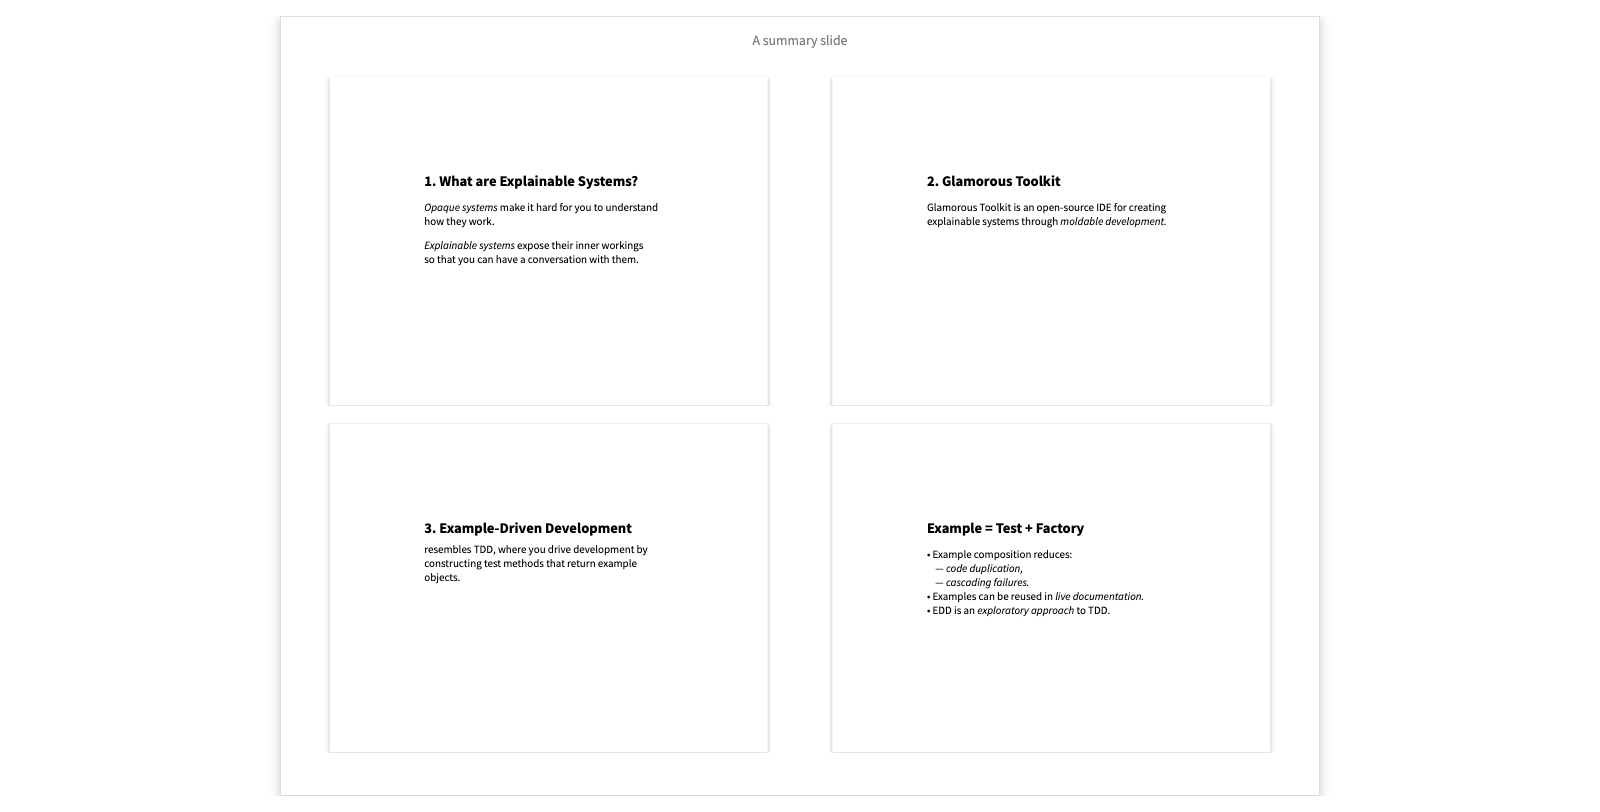 A summary slide
1. What are Explainable Systems?
Opaque systems make it hard for you to understand
how they work.
Explainable systems expose their inner workings
so that you can have a conversation with them.
2. Glamorous Toolkit
Glamorous Toolkit is an open-source IDE for creating
explainable systems through moldable development.
3. Example-Driven Development
resembles TDD, where you drive development by
constructing test methods that return example
objects.
Example = Test + Factory
• Example composition reduces:
— code duplication,
— cascading failures.
• Examples can be reused in live documentation.
• EDD is an exploratory approach to TDD.